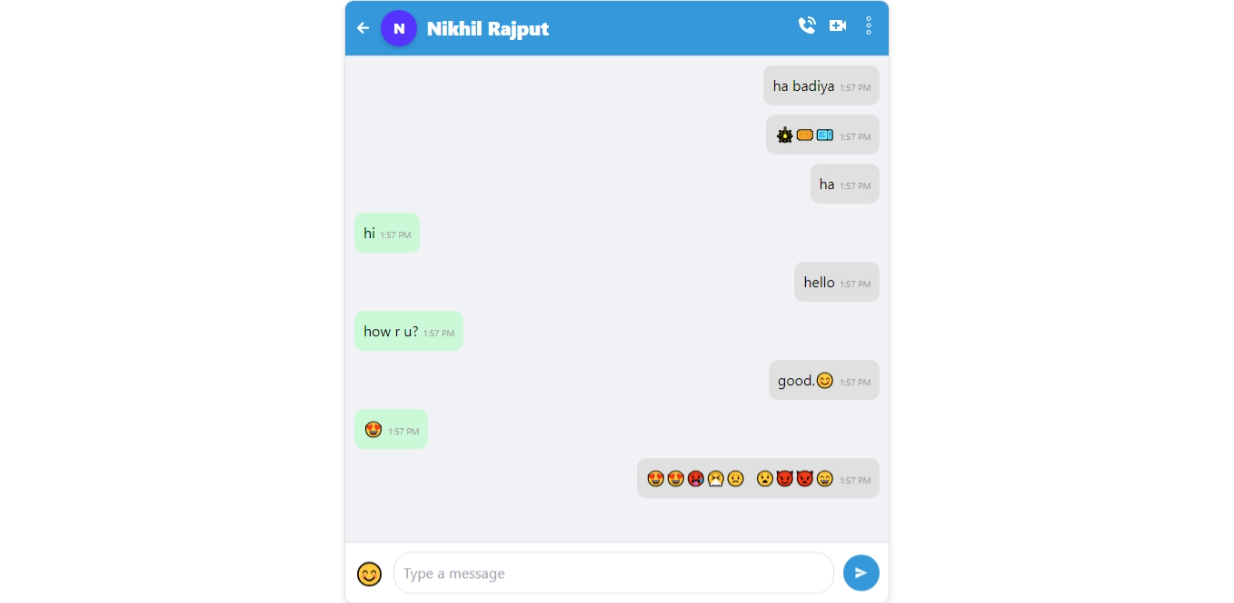 N Nikhil Rajput
ha badiya 1:57 PM
1:57 PM
ha 1:57 PM
hi 1:57 PM
hello 1:57 PM
how r u? 1:57 PM
good.😊 1:57 PM
😍 1:57 PM
1:57 PM
Type a message